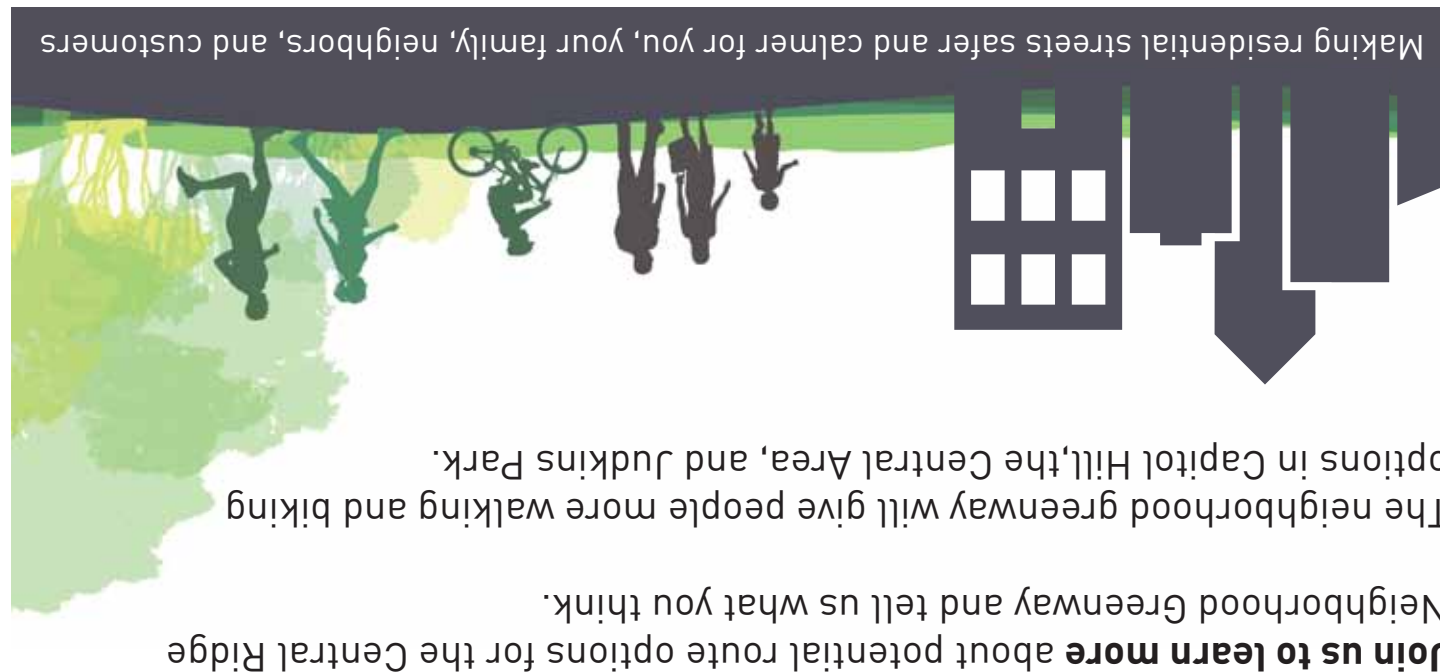 Join us to learn more about potential route options for the Central Ridge
Neighborhood Greenway and tell us what you think.
The neighborhood greenway will give people more walking and biking
options in Capitol Hill,the Central Area, and Judkins Park.
Making residential streets safer and calmer for you, your family, neighbors, and customers